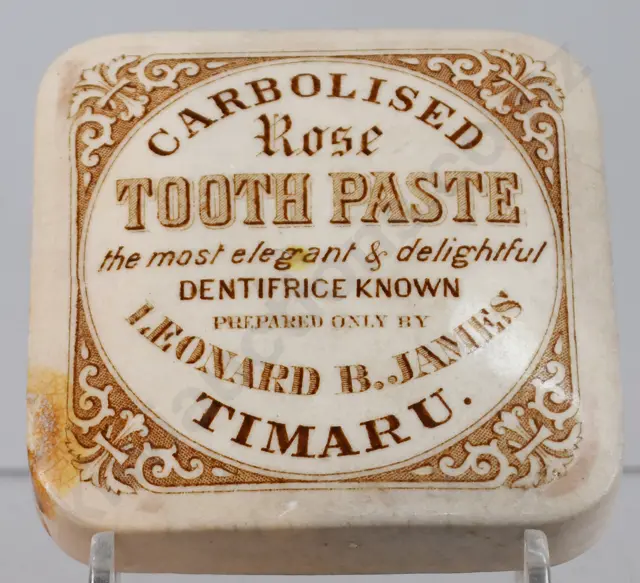 CARBOLISED
Rose
TOOTH PASTE
the most elegant & delightful
DENTIFRICE KNOWN
PREPARED ONLY BY
LEONARD B. JAMES
TIMARU.